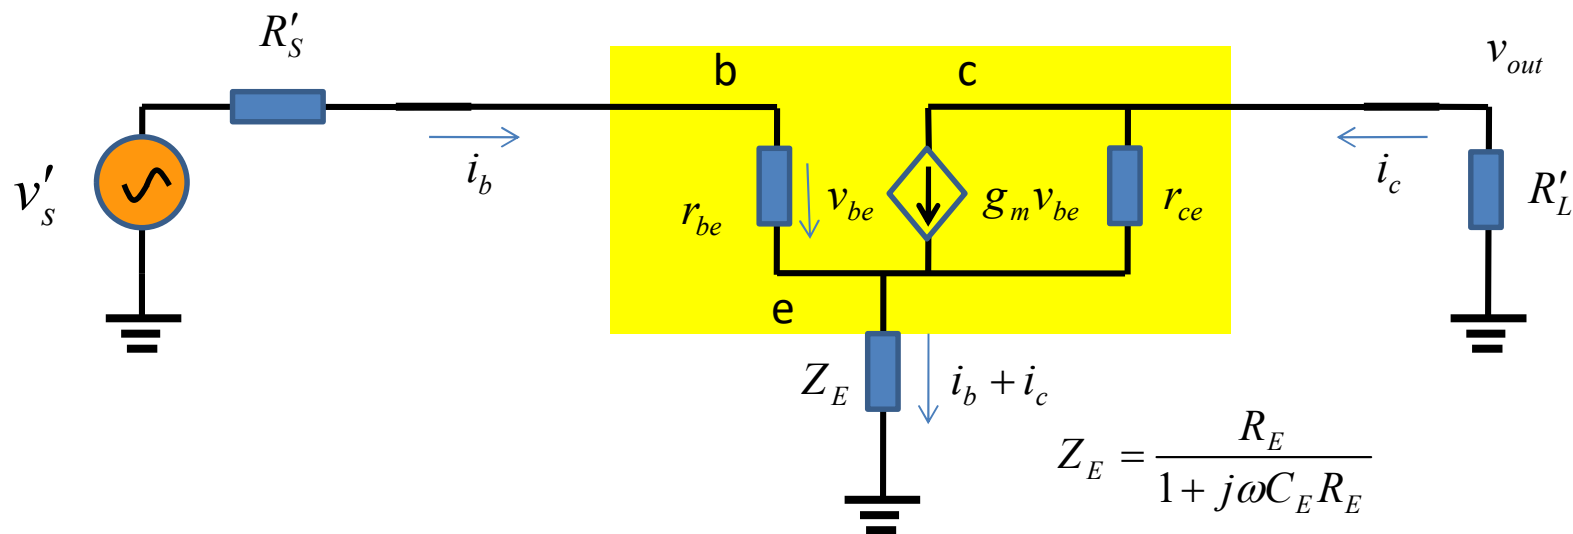 R′_S
b c v_out
v′_s i_b r_be v_be g_m v_be r_ce i_c R′_L
e
Z_E i_b + i_c
Z_E = R_E / (1 + jωC_E R_E)